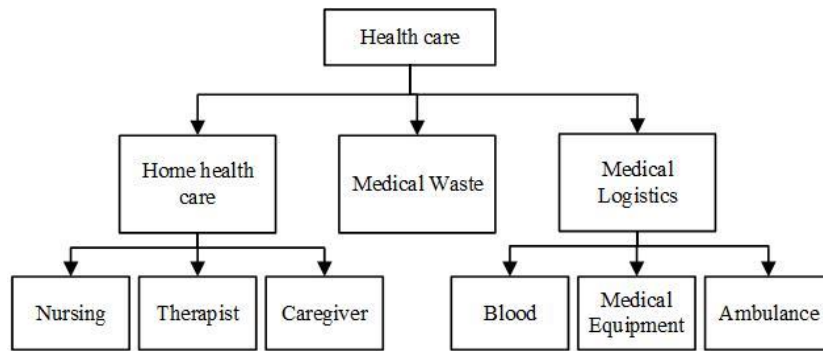 Health care
Home health
care
Medical Waste
Medical
Logistics
Nursing
Therapist
Caregiver
Blood
Medical
Equipment
Ambulance